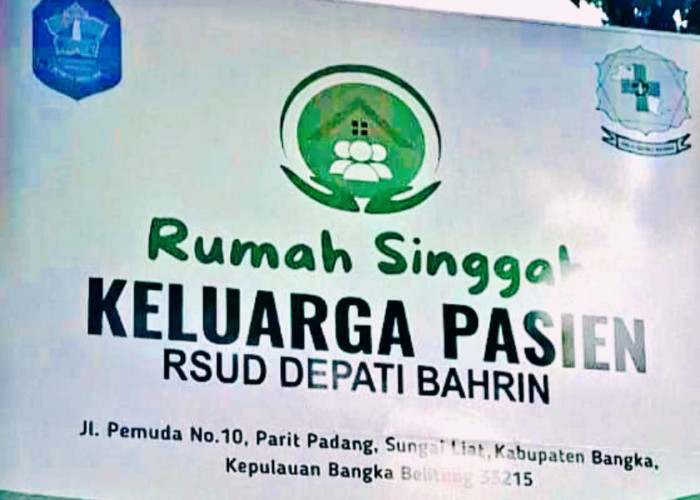 Rumah Singgah
KELUARGA PASIEN
RSUD DEPATI BAHRIN
Jl. Pemuda No.10, Parit Padang, Sungai Liat, Kabupaten Bangka,
Kepulauan Bangka Belitung 33215